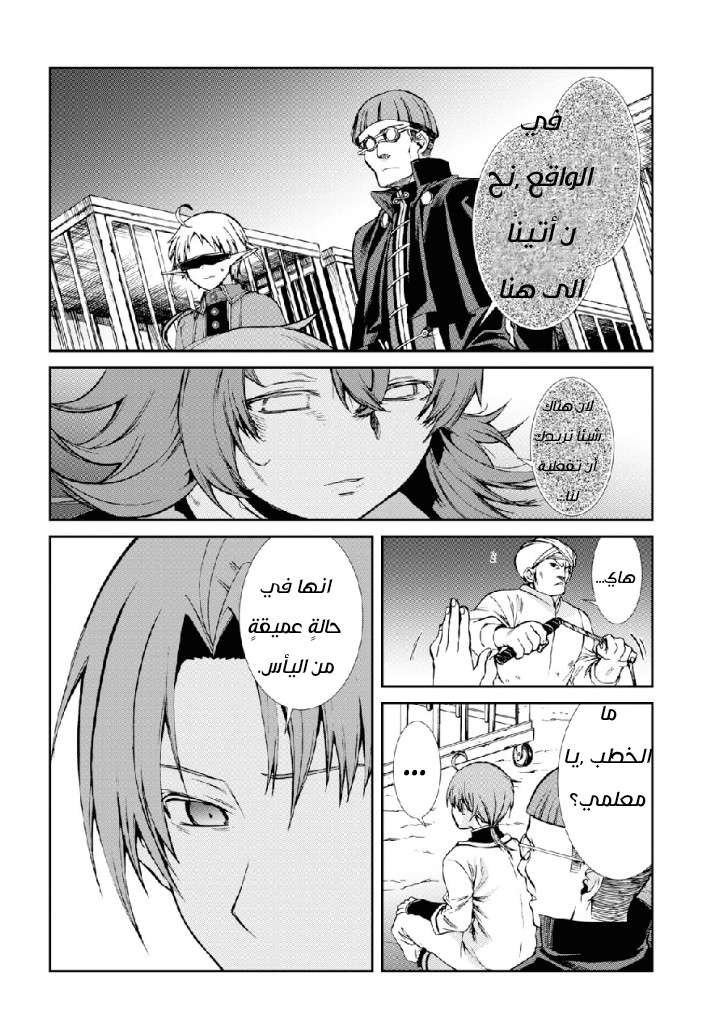 في
الواقع ,نح
ن أتينا
الى هنا
لان هناك
شيئا نريدك
أن تفعلية
لنا..
هاي...
انها في
حالةٍ عميقةٍ
من اليأس.
ما
الخطب ,يا
معلمي؟
...